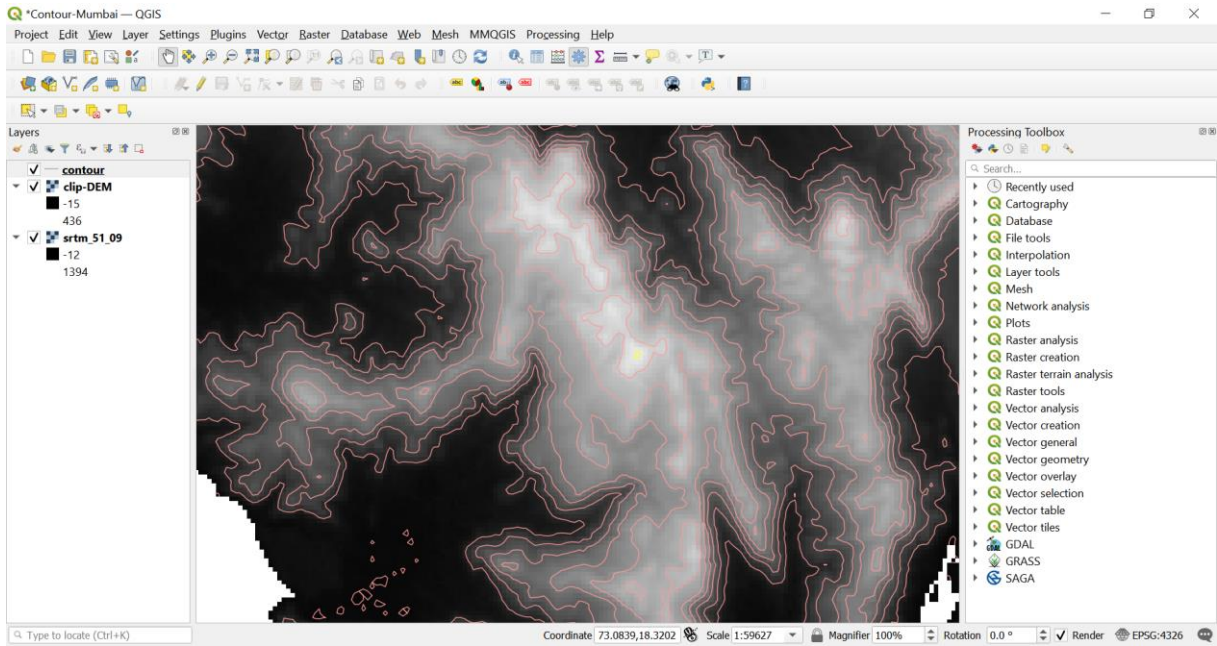 *Contour-Mumbai — QGIS
Project Edit View Layer Settings Plugins Vector Raster Database Web Mesh MMQGIS Processing Help
Layers
contour
clip-DEM
-15
436
srtm_51_09
-12
1394
Processing Toolbox
Search...
Recently used
Cartography
Database
File tools
Interpolation
Layer tools
Mesh
Network analysis
Plots
Raster analysis
Raster creation
Raster terrain analysis
Raster tools
Vector analysis
Vector creation
Vector general
Vector geometry
Vector overlay
Vector selection
Vector table
Vector tiles
GDAL
GRASS
SAGA
Type to locate (Ctrl+K)
Coordinate 73.0839,18.3202 Scale 1:59627 Magnifier 100% Rotation 0.0 ° Render EPSG:4326